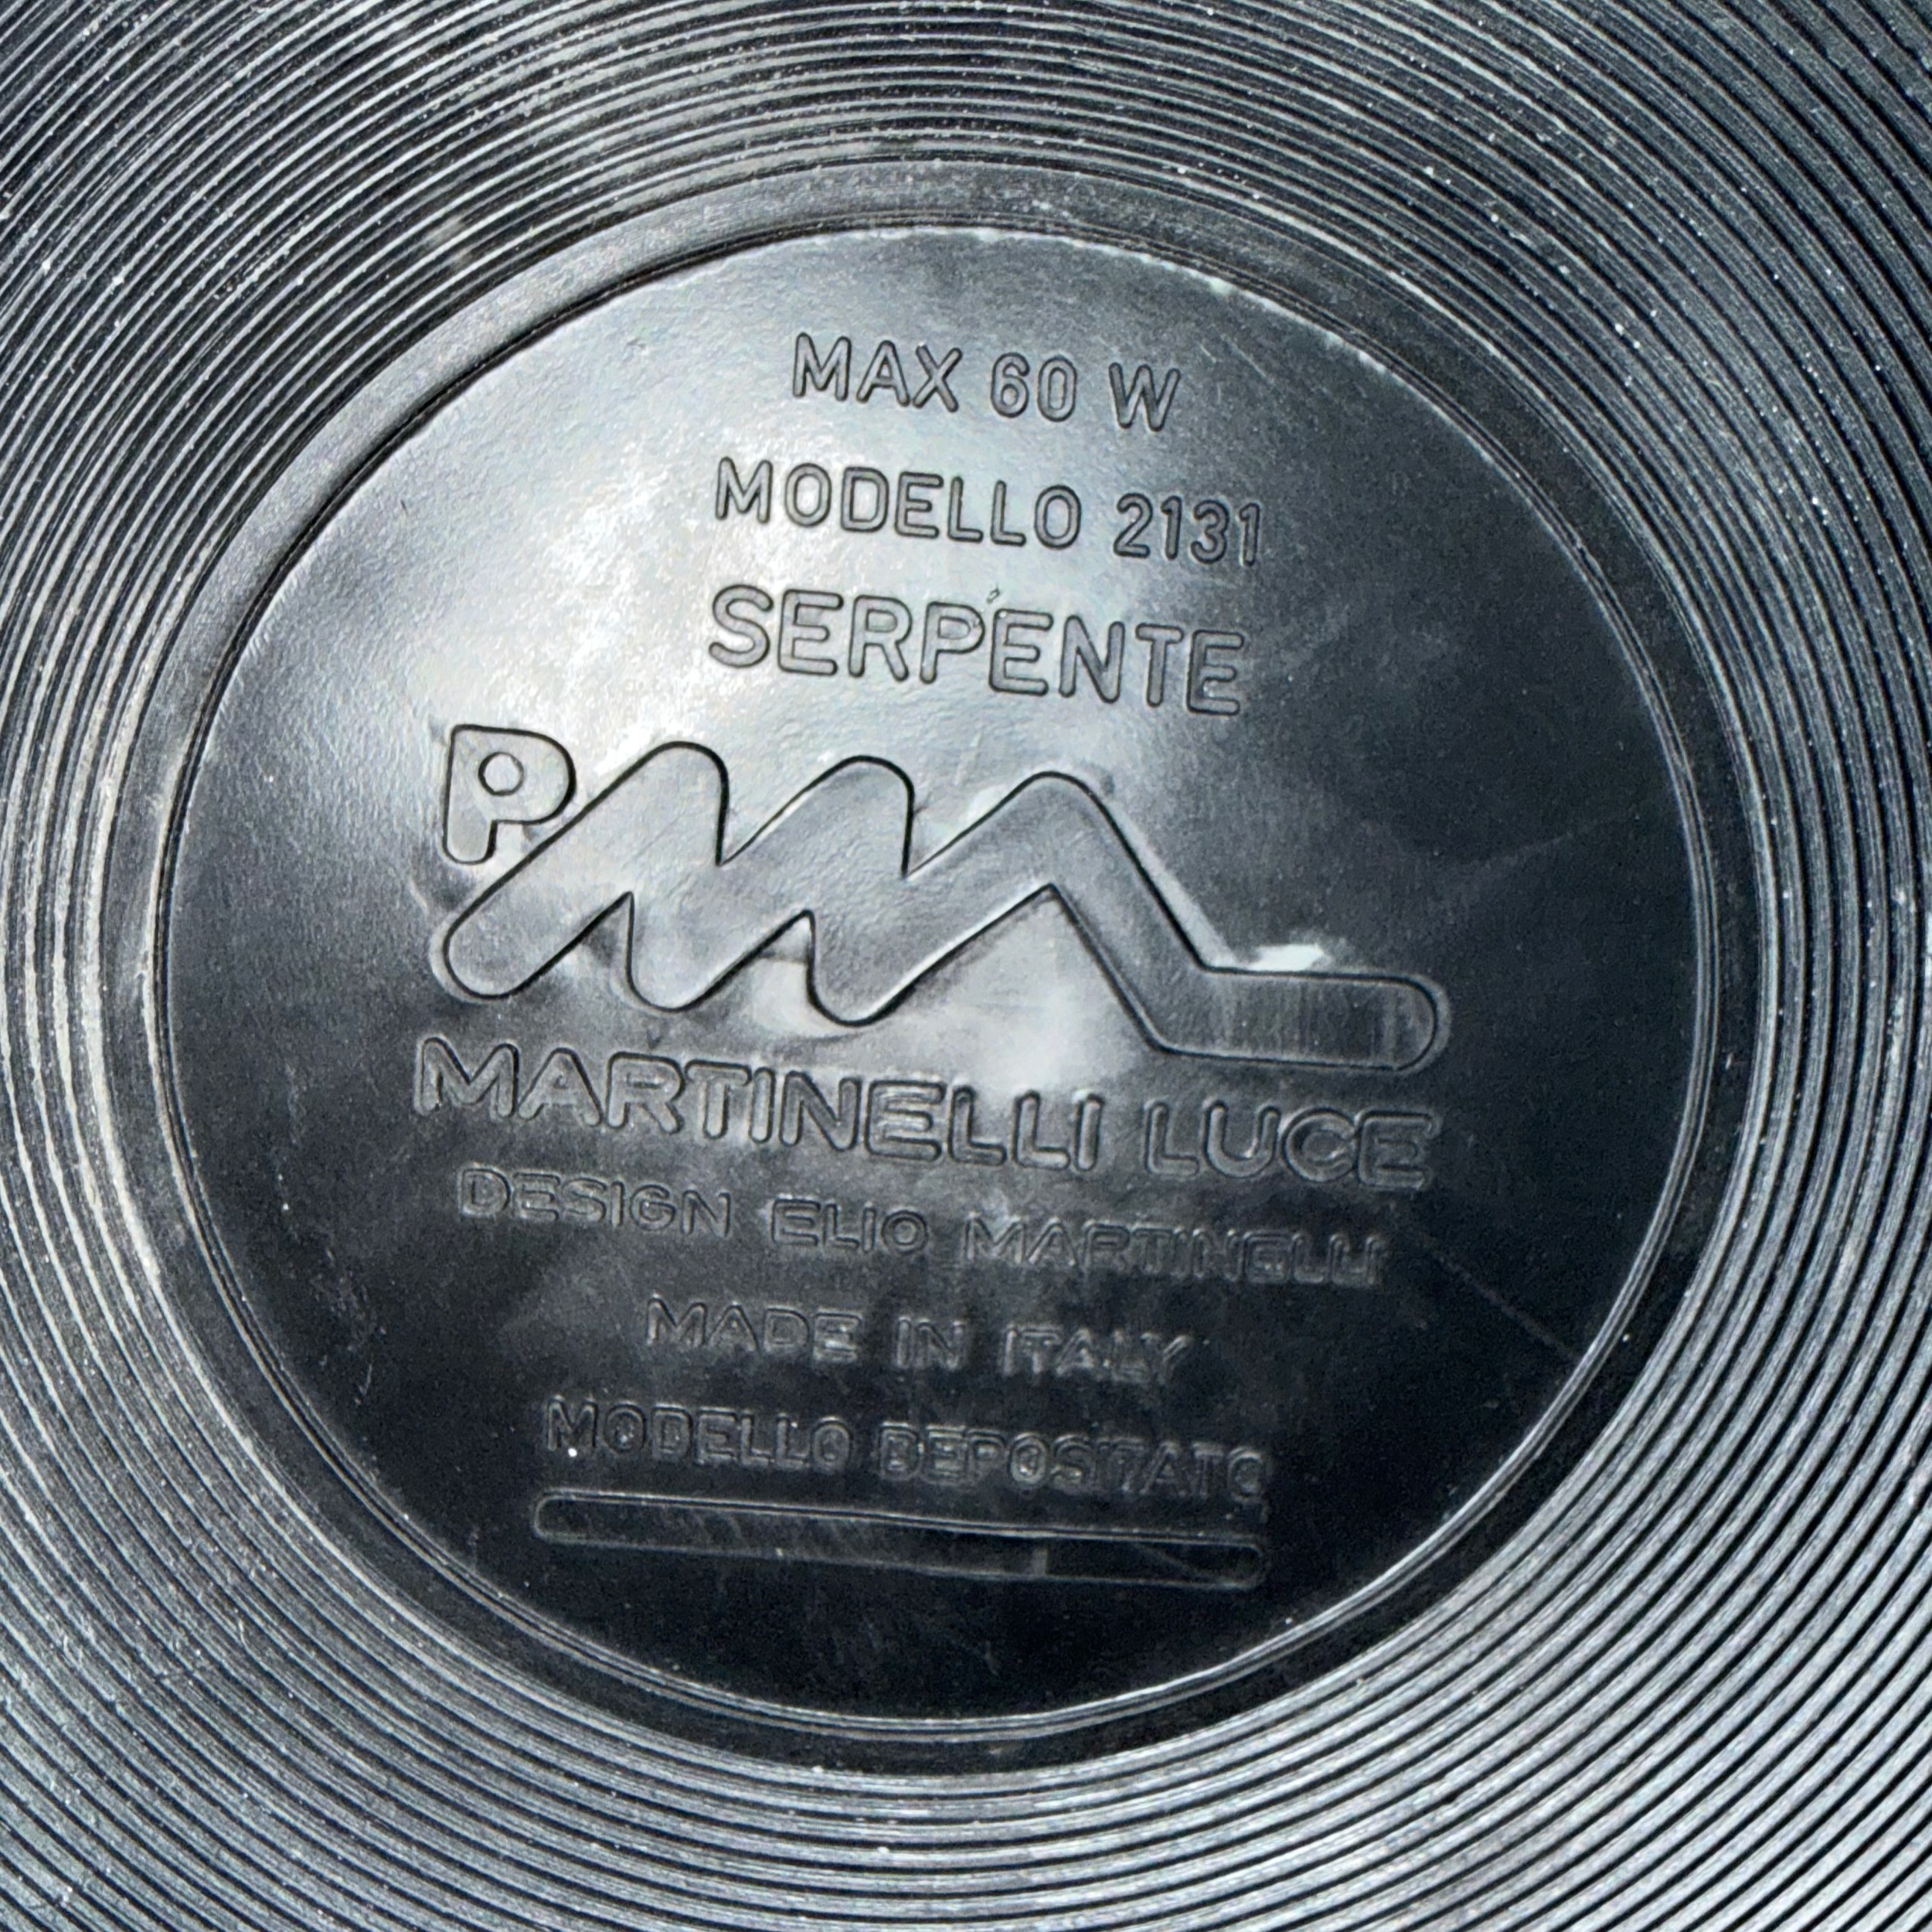 MAX 60 W
MODELLO 2131
SERPENTE
P
MARTINELLI LUCE
DESIGN ELIO MARTINELLI
MADE IN ITALY
MODELLO DEPOSITATO